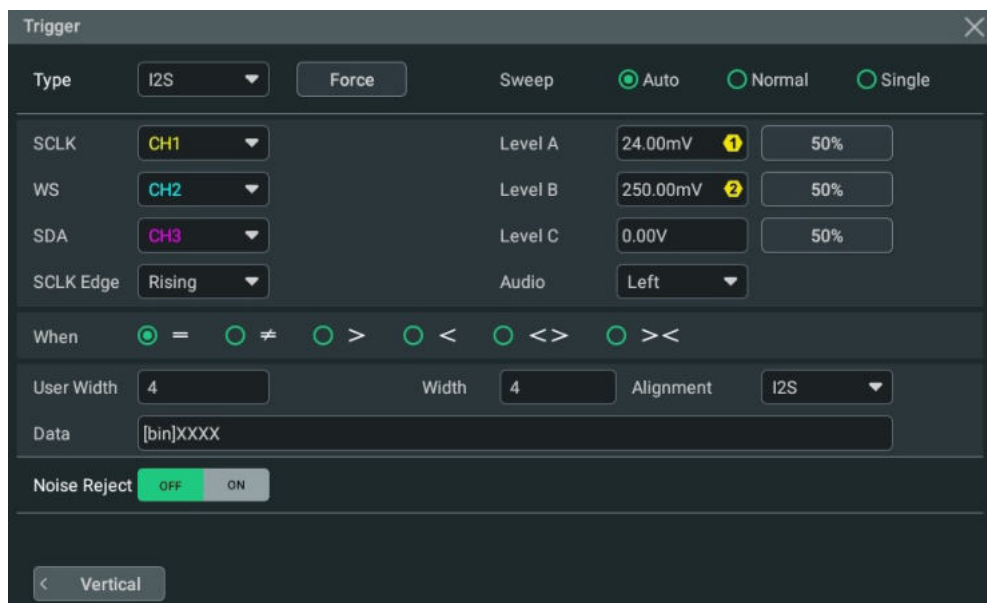 Trigger
Type I2S Force Sweep Auto Normal Single
SCLK CH1 Level A 24.00mV 1 50%
WS CH2 Level B 250.00mV 2 50%
SDA CH3 Level C 0.00V 50%
SCLK Edge Rising Audio Left
When = ≠ > < <> ><
User Width 4 Width 4 Alignment I2S
Data [bin]XXXX
Noise Reject OFF ON
< Vertical